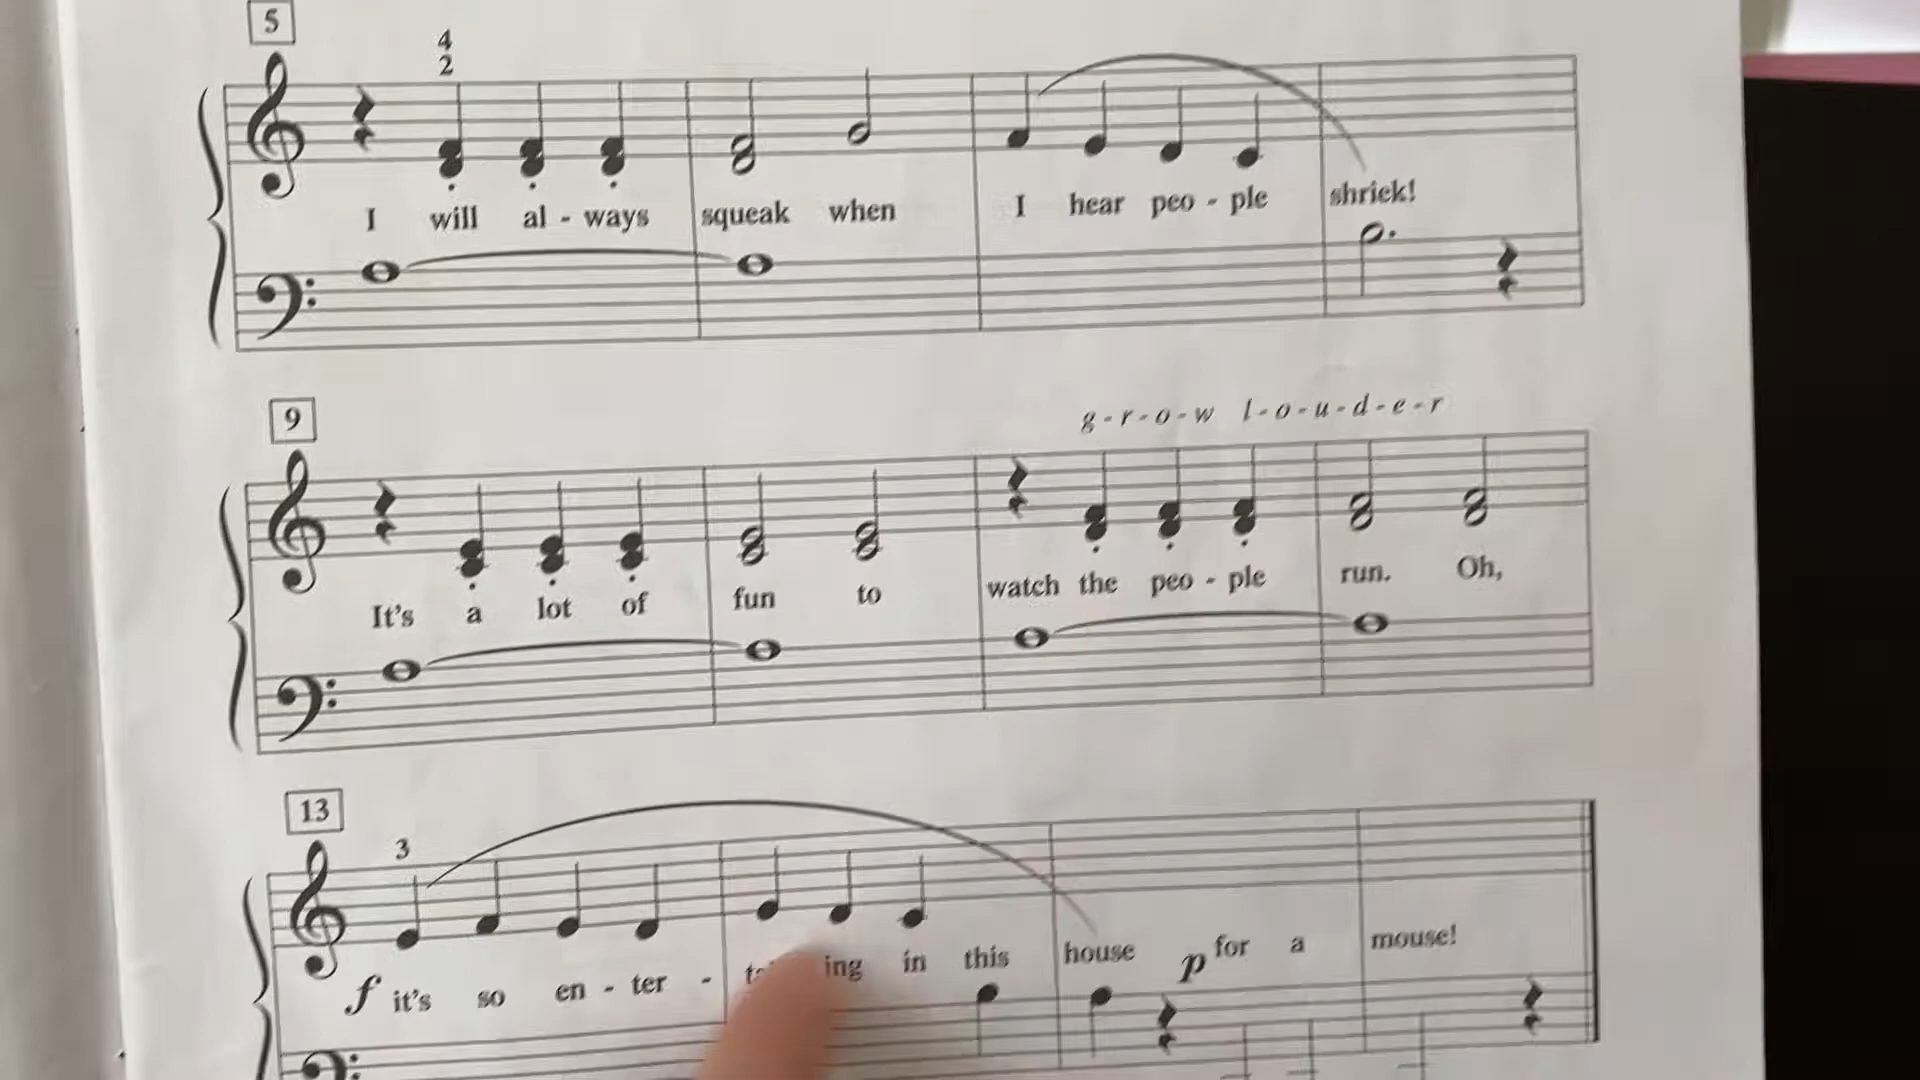 5
4
2
I will al - ways squeak when I hear peo - ple shriek!
9
g - r - o - w l - o - u - d - e - r
It's a lot of fun to watch the peo - ple run. Oh,
13
3
f it's so en - ter - ing in this house p for a mouse!